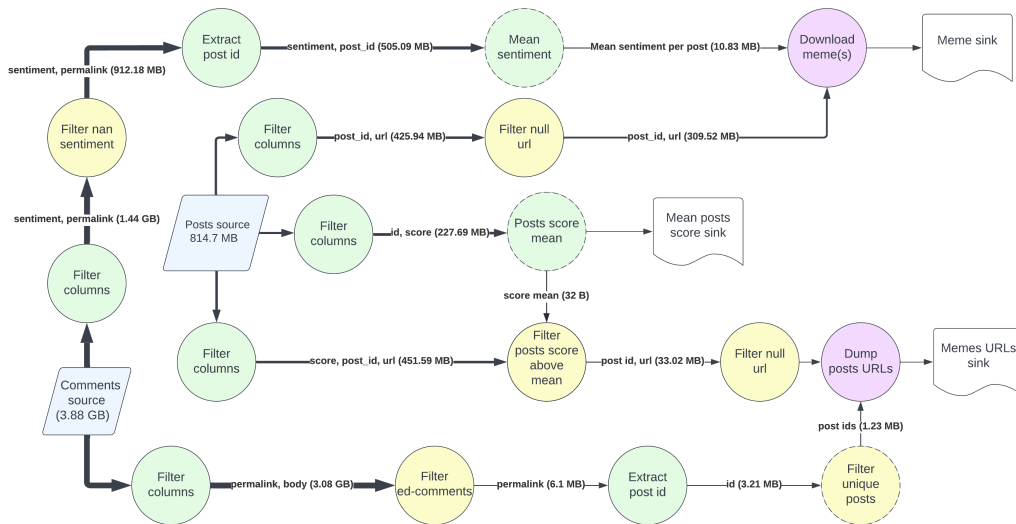 Extract
post id
sentiment, post_id (505.09 MB)
Mean
sentiment
Mean sentiment per post (10.83 MB)
Download
meme(s)
Meme sink
sentiment, permalink (912.18 MB)
Filter nan
sentiment
Filter
columns
post_id, url (425.94 MB)
Filter null
url
post_id, url (309.52 MB)
sentiment, permalink (1.44 GB)
Posts source
814.7 MB
Filter
columns
id, score (227.69 MB)
Posts score
mean
Mean posts
score sink
Filter
columns
score mean (32 B)
Filter
columns
score, post_id, url (451.59 MB)
Filter
posts score
above
mean
post id, url (33.02 MB)
Filter null
url
Dump
posts URLs
Memes URLs
sink
Comments
source
(3.88 GB)
post ids (1.23 MB)
Filter
columns
permalink, body (3.08 GB)
Filter
ed-comments
permalink (6.1 MB)
Extract
post id
id (3.21 MB)
Filter
unique
posts